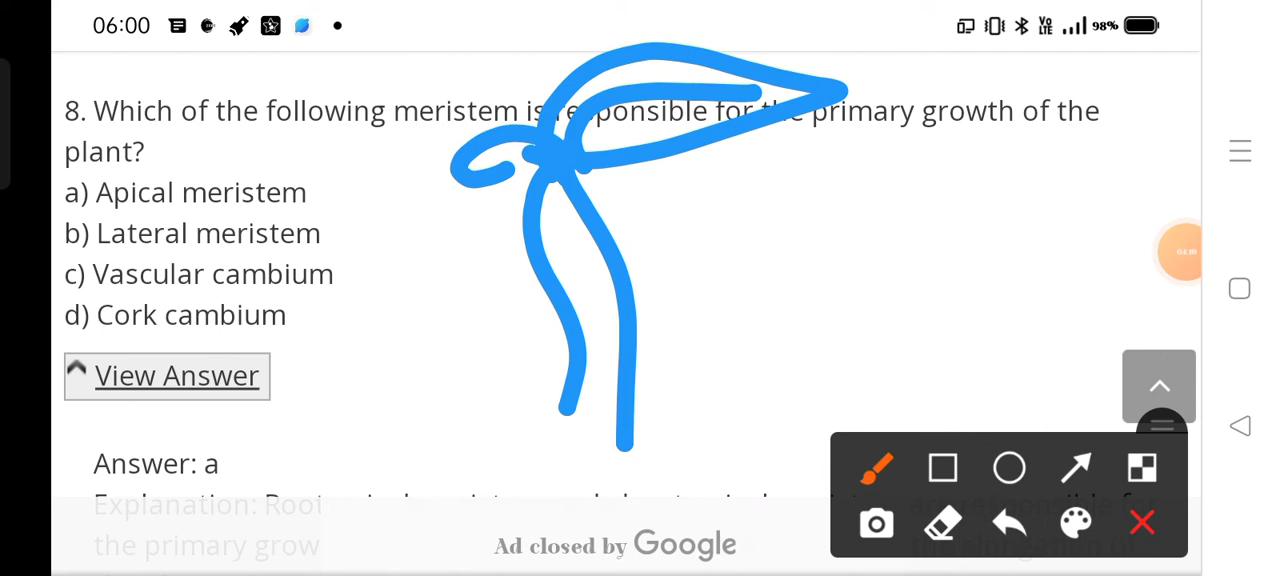 06:00
98%
8. Which of the following meristem is responsible for the primary growth of the
plant?
a) Apical meristem
b) Lateral meristem
c) Vascular cambium
d) Cork cambium
View Answer
Answer: a
Explanation: Root
the primary grow
Ad closed by Google